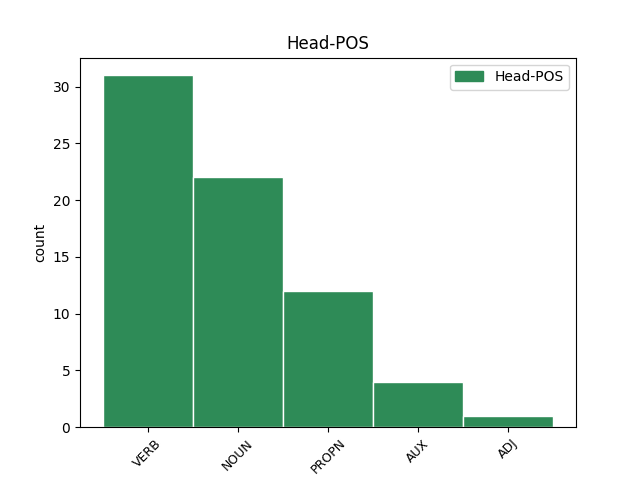 Head-POS
Head-POS
count
30
25
20
15
10
5
0
VERB
NOUN
PROPN
AUX
ADJ